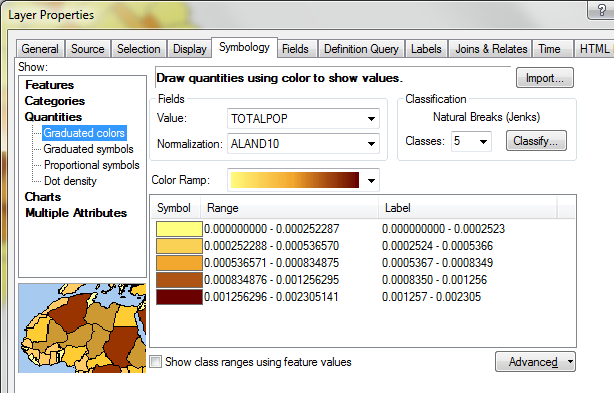 Layer Properties
?
General Source Selection Display Symbology Fields Definition Query Labels Joins & Relates Time HTML
Show:
Features
Categories
Quantities
Graduated colors
Graduated symbols
Proportional symbols
Dot density
Charts
Multiple Attributes
Draw quantities using color to show values.
Import...
Fields
Value: TOTALPOP
Normalization: ALAND10
Classification
Natural Breaks (Jenks)
Classes: 5 Classify...
Color Ramp:
Symbol Range Label
0.000000000 - 0.000252287 0.000000000 - 0.0002523
0.000252288 - 0.000536570 0.0002524 - 0.0005366
0.000536571 - 0.000834875 0.0005367 - 0.0008349
0.000834876 - 0.001256295 0.0008350 - 0.001256
0.001256296 - 0.002305141 0.001257 - 0.002305
Show class ranges using feature values
Advanced